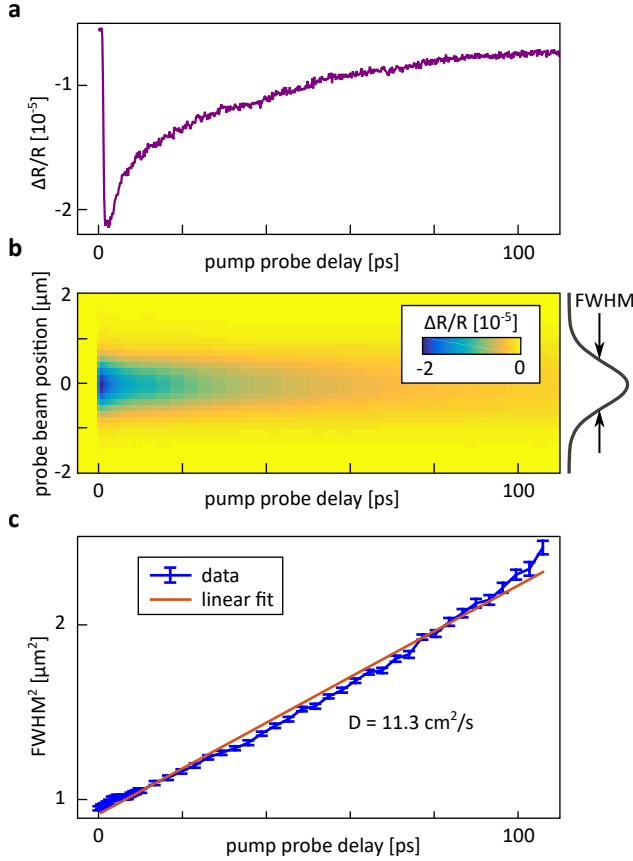 a
-1
-2
ΔR/R [10⁻⁵]
0
100
pump probe delay [ps]
b
2
0
-2
probe beam position [μm]
ΔR/R [10⁻⁵]
-2
0
FWHM
0
100
pump probe delay [ps]
c
data
linear fit
2
1
FWHM² [μm²]
D = 11.3 cm²/s
0
100
pump probe delay [ps]